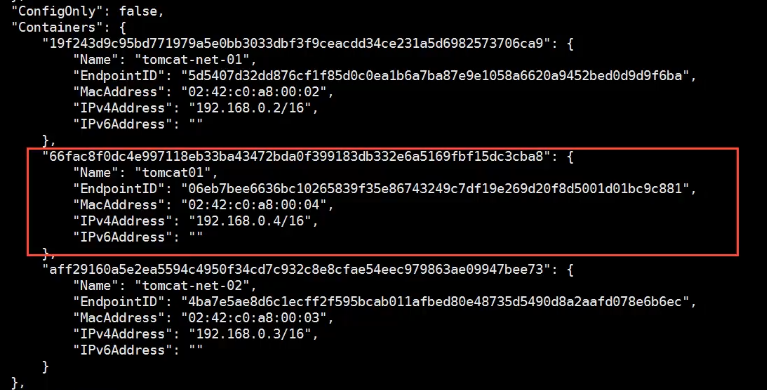 "ConfigOnly": false,
"Containers": {
"19f243d9c95bd771979a5e0bb3033dbf3f9ceacdd34ce231a5d6982573706ca9": {
"Name": "tomcat-net-01",
"EndpointID": "5d5407d32dd876cf1f85d0c0ea1b6a7ba87e9e1058a6620a9452bed0d9d9f6ba",
"MacAddress": "02:42:c0:a8:00:02",
"IPv4Address": "192.168.0.2/16",
"IPv6Address": ""
},
"66fac8f0dc4e997118eb33ba43472bda0f399183db332e6a5169fbf15dc3cba8": {
"Name": "tomcat01",
"EndpointID": "06eb7bee6636bc10265839f35e86743249c7df19e269d20f8d5001d01bc9c881",
"MacAddress": "02:42:c0:a8:00:04",
"IPv4Address": "192.168.0.4/16",
"IPv6Address": ""
},
"aff29160a5e2ea5594c4950f34cd7c932c8e8cfae54eec979863ae09947bee73": {
"Name": "tomcat-net-02",
"EndpointID": "4ba7e5ae8d6c1ecff2f595bcab011afbed80e48735d5490d8a2aafd078e6b6ec",
"MacAddress": "02:42:c0:a8:00:03",
"IPv4Address": "192.168.0.3/16",
"IPv6Address": ""
}
},